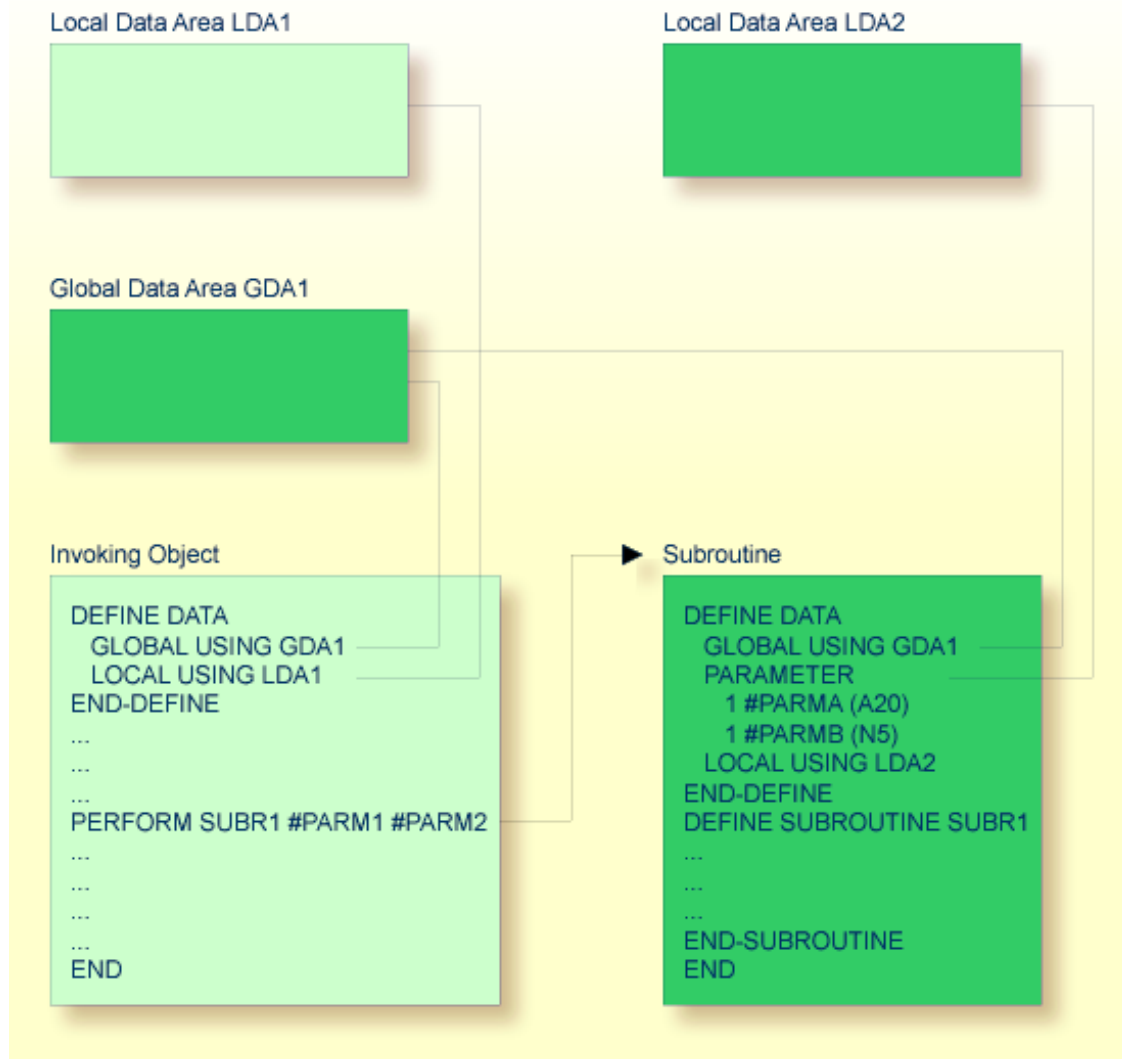 Local Data Area LDA1
Local Data Area LDA2
Global Data Area GDA1
Invoking Object
DEFINE DATA
GLOBAL USING GDA1
LOCAL USING LDA1
END-DEFINE
...
...
...
PERFORM SUBR1 #PARM1 #PARM2
...
...
...
...
END
Subroutine
DEFINE DATA
GLOBAL USING GDA1
PARAMETER
1 #PARMA (A20)
1 #PARMB (N5)
LOCAL USING LDA2
END-DEFINE
DEFINE SUBROUTINE SUBR1
...
...
...
END-SUBROUTINE
END